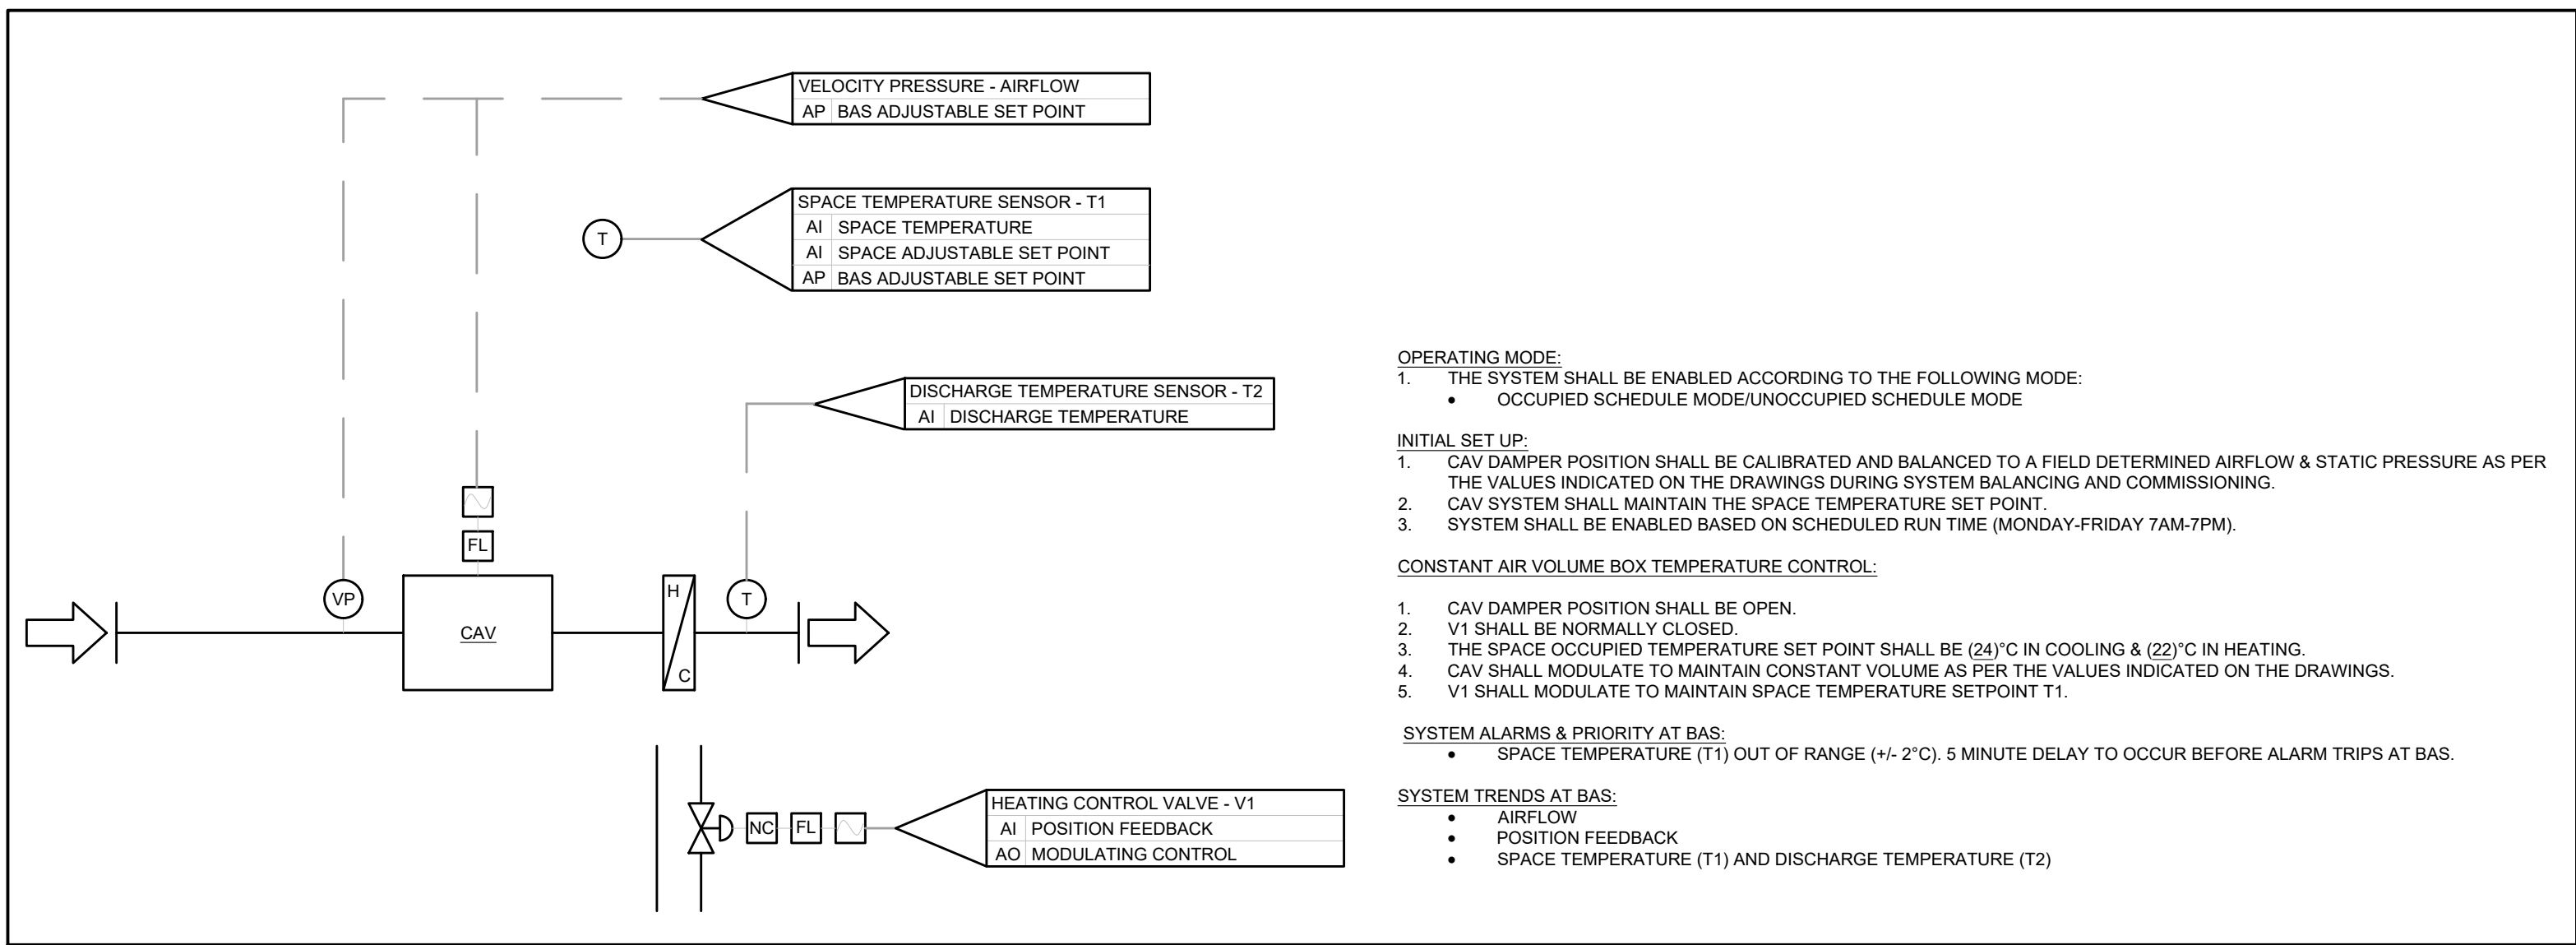 VELOCITY PRESSURE - AIRFLOW
AP BAS ADJUSTABLE SET POINT
SPACE TEMPERATURE SENSOR - T1
AI SPACE TEMPERATURE
AI SPACE ADJUSTABLE SET POINT
AP BAS ADJUSTABLE SET POINT
T
DISCHARGE TEMPERATURE SENSOR - T2
AI DISCHARGE TEMPERATURE
FL
VP
CAV
H
C
T
HEATING CONTROL VALVE - V1
AI POSITION FEEDBACK
AO MODULATING CONTROL
NC
FL
OPERATING MODE:
1. THE SYSTEM SHALL BE ENABLED ACCORDING TO THE FOLLOWING MODE:
• OCCUPIED SCHEDULE MODE/UNOCCUPIED SCHEDULE MODE
INITIAL SET UP:
1. CAV DAMPER POSITION SHALL BE CALIBRATED AND BALANCED TO A FIELD DETERMINED AIRFLOW & STATIC PRESSURE AS PER
THE VALUES INDICATED ON THE DRAWINGS DURING SYSTEM BALANCING AND COMMISSIONING.
2. CAV SYSTEM SHALL MAINTAIN THE SPACE TEMPERATURE SET POINT.
3. SYSTEM SHALL BE ENABLED BASED ON SCHEDULED RUN TIME (MONDAY-FRIDAY 7AM-7PM).
CONSTANT AIR VOLUME BOX TEMPERATURE CONTROL:
1. CAV DAMPER POSITION SHALL BE OPEN.
2. V1 SHALL BE NORMALLY CLOSED.
3. THE SPACE OCCUPIED TEMPERATURE SET POINT SHALL BE (24)°C IN COOLING & (22)°C IN HEATING.
4. CAV SHALL MODULATE TO MAINTAIN CONSTANT VOLUME AS PER THE VALUES INDICATED ON THE DRAWINGS.
5. V1 SHALL MODULATE TO MAINTAIN SPACE TEMPERATURE SETPOINT T1.
SYSTEM ALARMS & PRIORITY AT BAS:
• SPACE TEMPERATURE (T1) OUT OF RANGE (+/- 2°C). 5 MINUTE DELAY TO OCCUR BEFORE ALARM TRIPS AT BAS.
SYSTEM TRENDS AT BAS:
• AIRFLOW
• POSITION FEEDBACK
• SPACE TEMPERATURE (T1) AND DISCHARGE TEMPERATURE (T2)